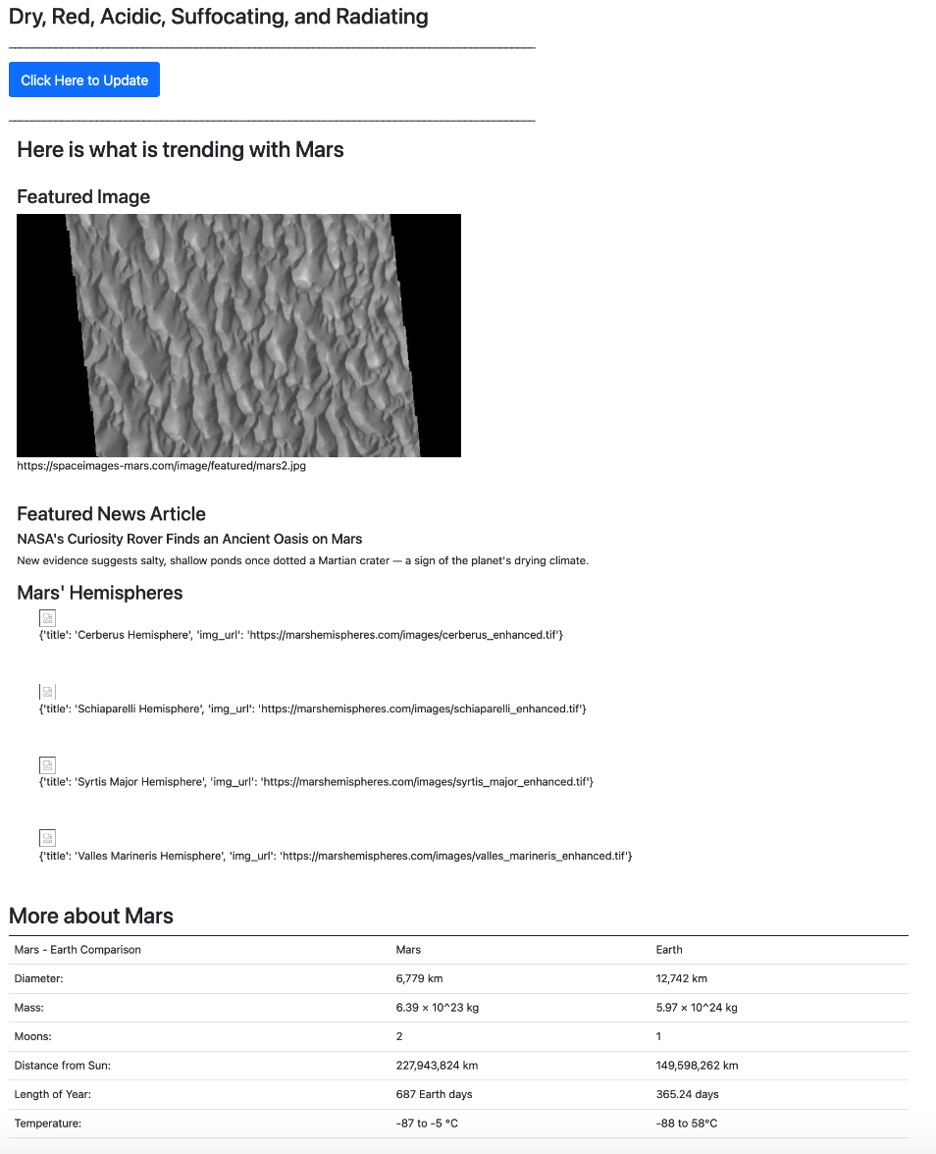 Dry, Red, Acidic, Suffocating, and Radiating
Click Here to Update
Here is what is trending with Mars
Featured Image
https://spaceimages-mars.com/image/featured/mars2.jpg
Featured News Article
NASA's Curiosity Rover Finds an Ancient Oasis on Mars
New evidence suggests salty, shallow ponds once dotted a Martian crater — a sign of the planet's drying climate.
Mars' Hemispheres
{'title': 'Cerberus Hemisphere', 'img_url': 'https://marshemispheres.com/images/cerberus_enhanced.tif'}
{'title': 'Schiaparelli Hemisphere', 'img_url': 'https://marshemispheres.com/images/schiaparelli_enhanced.tif'}
{'title': 'Syrtis Major Hemisphere', 'img_url': 'https://marshemispheres.com/images/syrtis_major_enhanced.tif'}
{'title': 'Valles Marineris Hemisphere', 'img_url': 'https://marshemispheres.com/images/valles_marineris_enhanced.tif'}
More about Mars
Mars - Earth Comparison Mars Earth
Diameter: 6,779 km 12,742 km
Mass: 6.39 × 10^23 kg 5.97 × 10^24 kg
Moons: 2 1
Distance from Sun: 227,943,824 km 149,598,262 km
Length of Year: 687 Earth days 365.24 days
Temperature: -87 to -5 °C -88 to 58°C